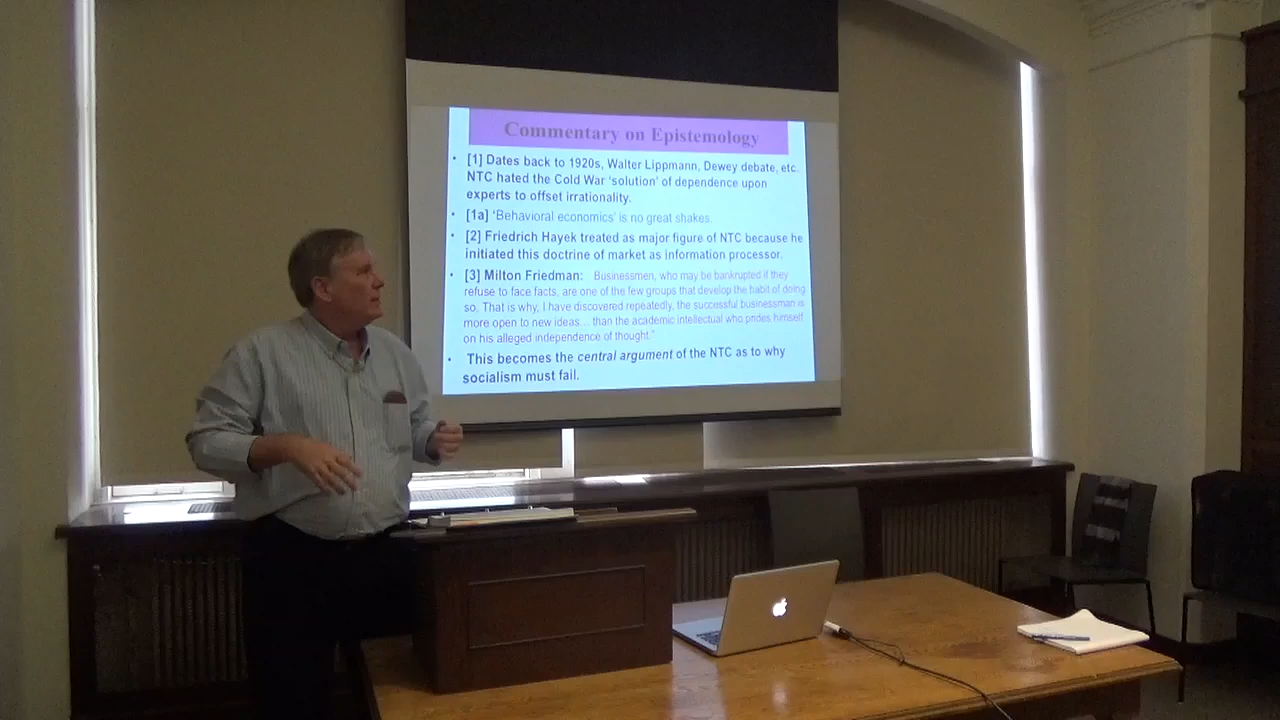 Commentary on Epistemology
• [1] Dates back to 1920s, Walter Lippmann, Dewey debate, etc.
NTC hated the Cold War ‘solution’ of dependence upon
experts to offset irrationality.
• [1a] ‘Behavioral economics’ is no great shakes.
• [2] Friedrich Hayek treated as major figure of NTC because he
initiated this doctrine of market as information processor.
• [3] Milton Friedman: Businessmen, who may be bankrupted if they
refuse to face facts, are one of the few groups that develop the habit of doing
so. That is why, I have discovered repeatedly, the successful businessman is
more open to new ideas… than the academic intellectual who prides himself
on his alleged independence of thought.”
• This becomes the central argument of the NTC as to why
socialism must fail.